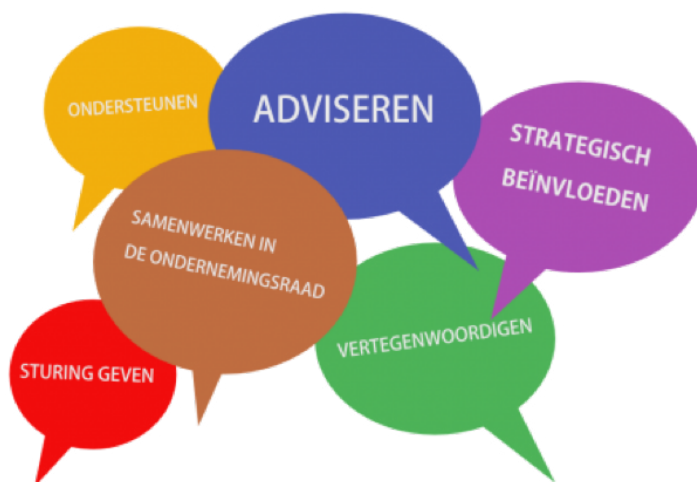 ONDERSTEUNEN
ADVISEREN
STRATEGISCH
BEÏNVLOEDEN
SAMENWERKEN IN
DE ONDERNEMINGSRAAD
VERTEGENWOORDIGEN
STURING GEVEN